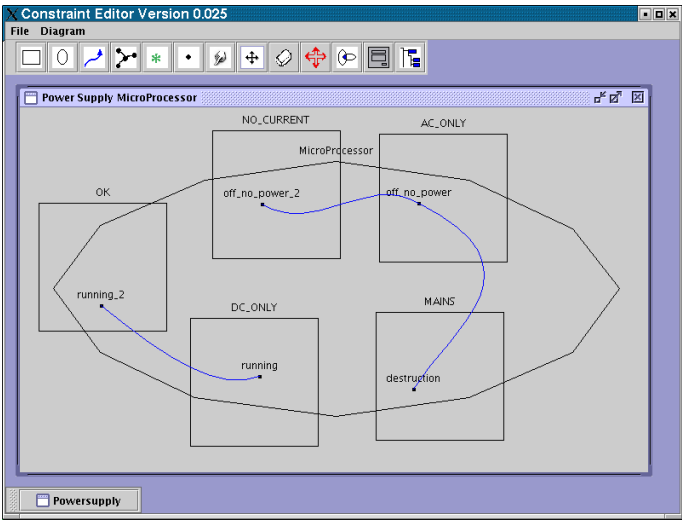 Constraint Editor Version 0.025
File Diagram
Power Supply MicroProcessor
NO_CURRENT
AC_ONLY
MicroProcessor
OK
off_no_power_2
off_no_power
running_2
DC_ONLY
MAINS
running
destruction
Powersupply